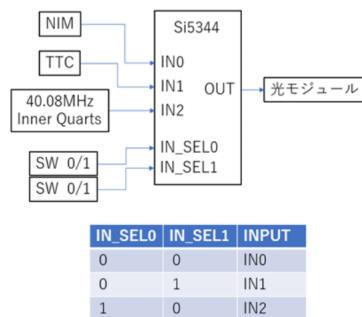 NIM
TTC
40.08MHz
Inner Quarts
SW 0/1
SW 0/1
Si5344
IN0
IN1
IN2
IN_SEL0
IN_SEL1
OUT
光モジュール
IN_SEL0 IN_SEL1 INPUT
0 0 IN0
0 1 IN1
1 0 IN2